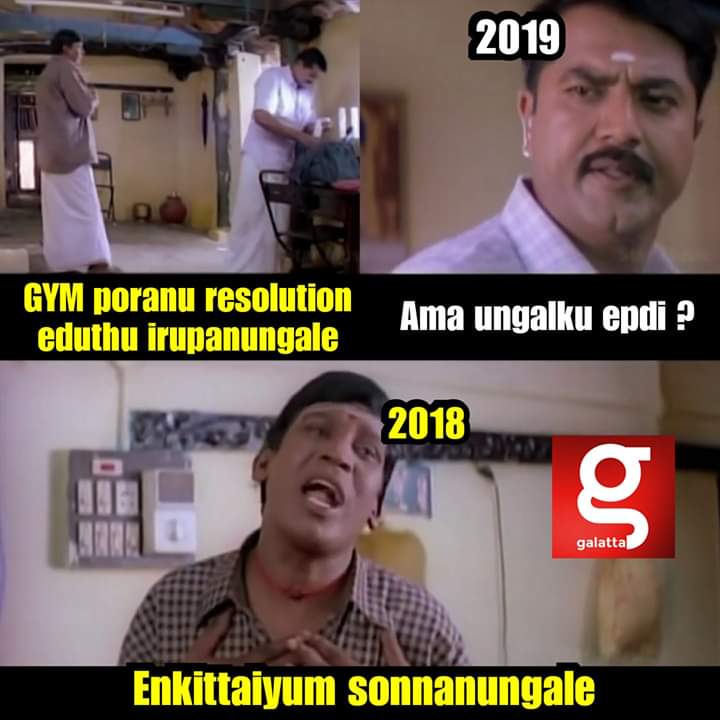 2019
GYM poranu resolution
eduthu irupanungale
Ama ungalku epdi ?
2018
g
galatta
Enkittaiyum sonnanungale